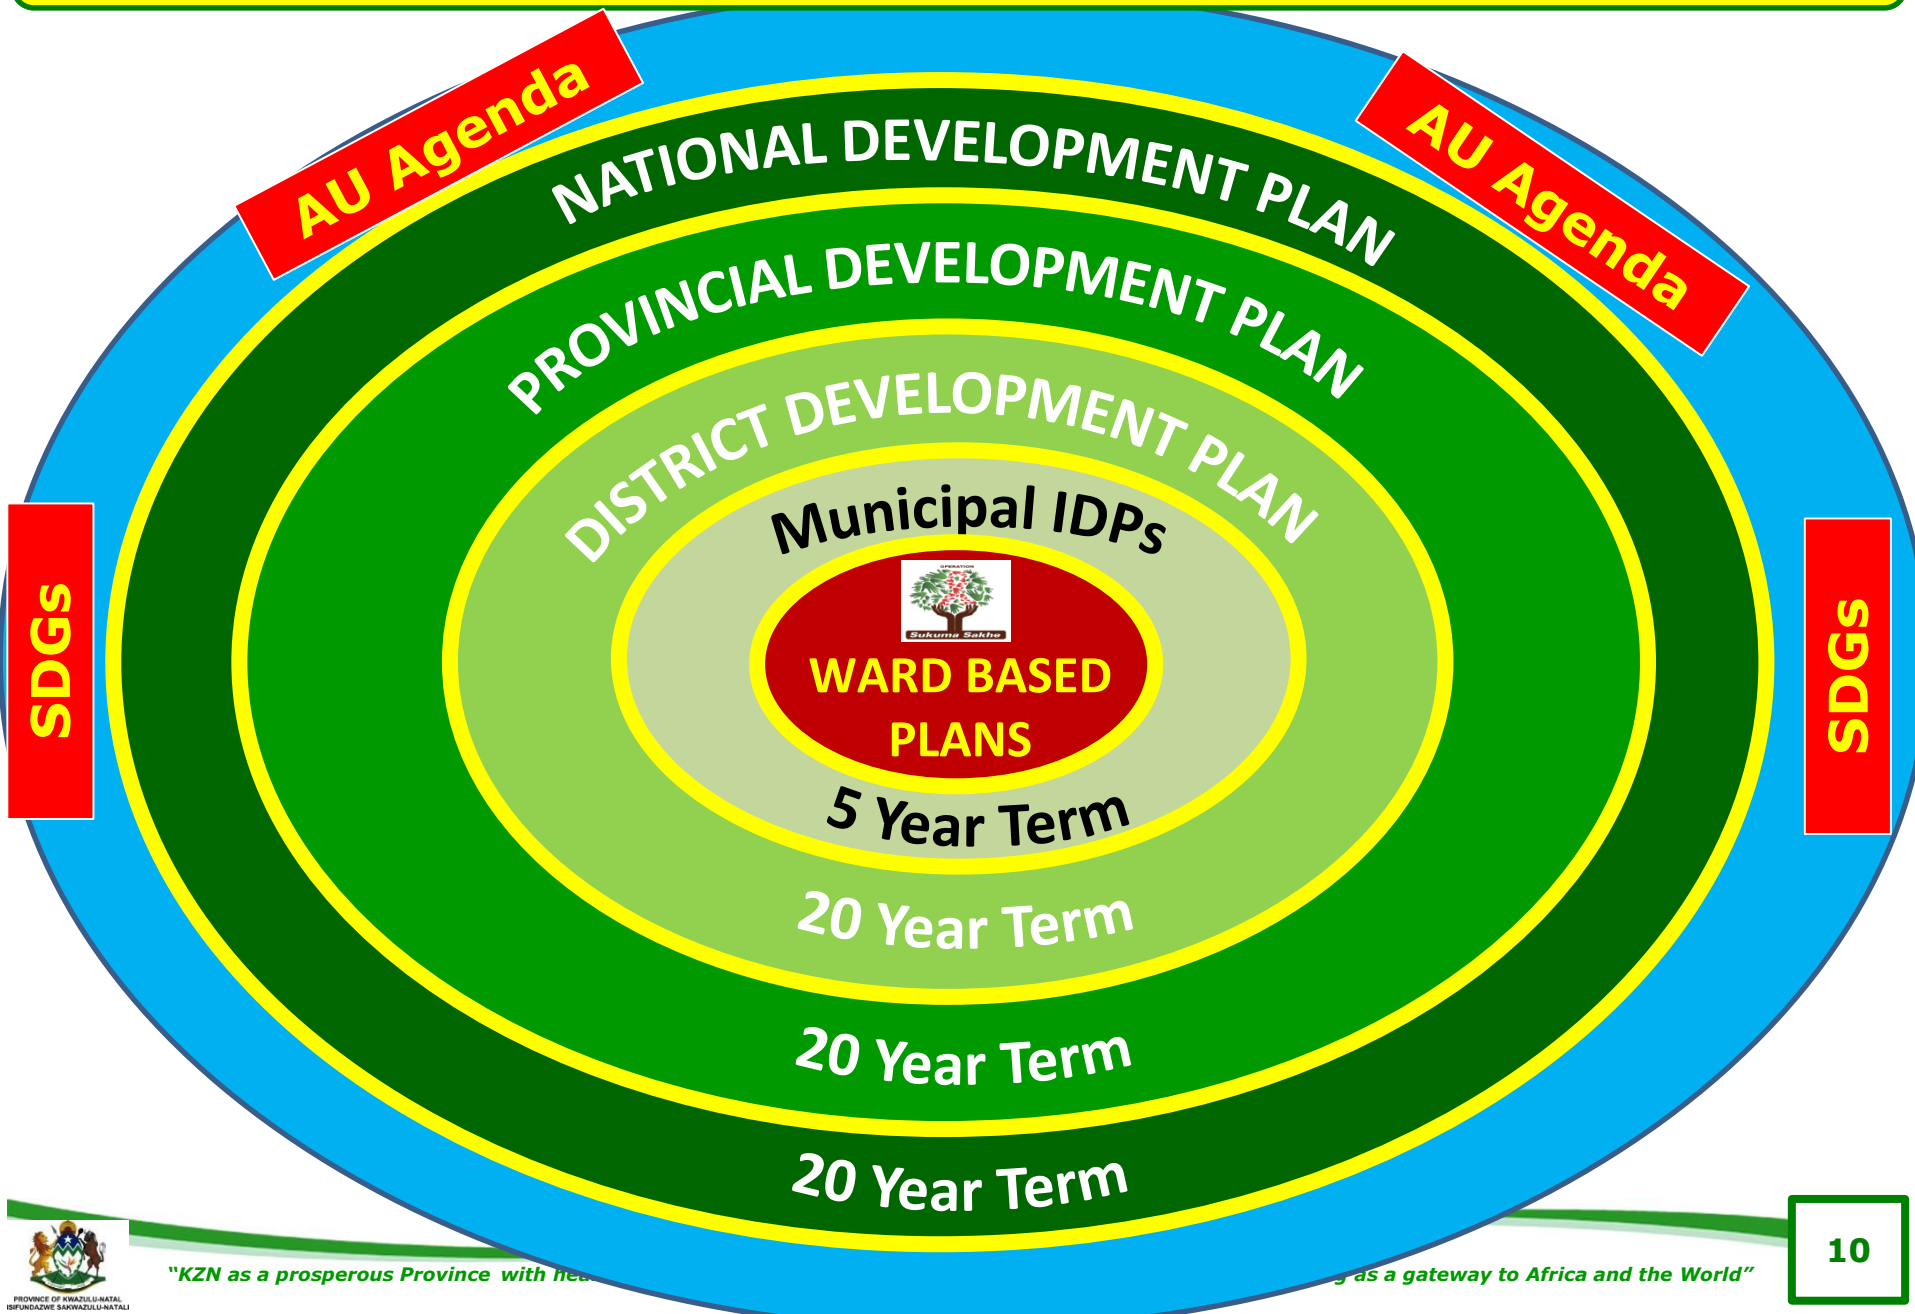 AU Agenda
AU Agenda
NATIONAL DEVELOPMENT PLAN
PROVINCIAL DEVELOPMENT PLAN
DISTRICT DEVELOPMENT PLAN
Municipal IDPs
SDGs
SDGs
OPERATION
Sukuma Sakhe
WARD BASED
PLANS
5 Year Term
20 Year Term
20 Year Term
20 Year Term
PROVINCE OF KWAZULU-NATAL
ISIFUNDAZWE SAKWAZULU-NATALI
“KZN as a prosperous Province with as a gateway to Africa and the World”
10